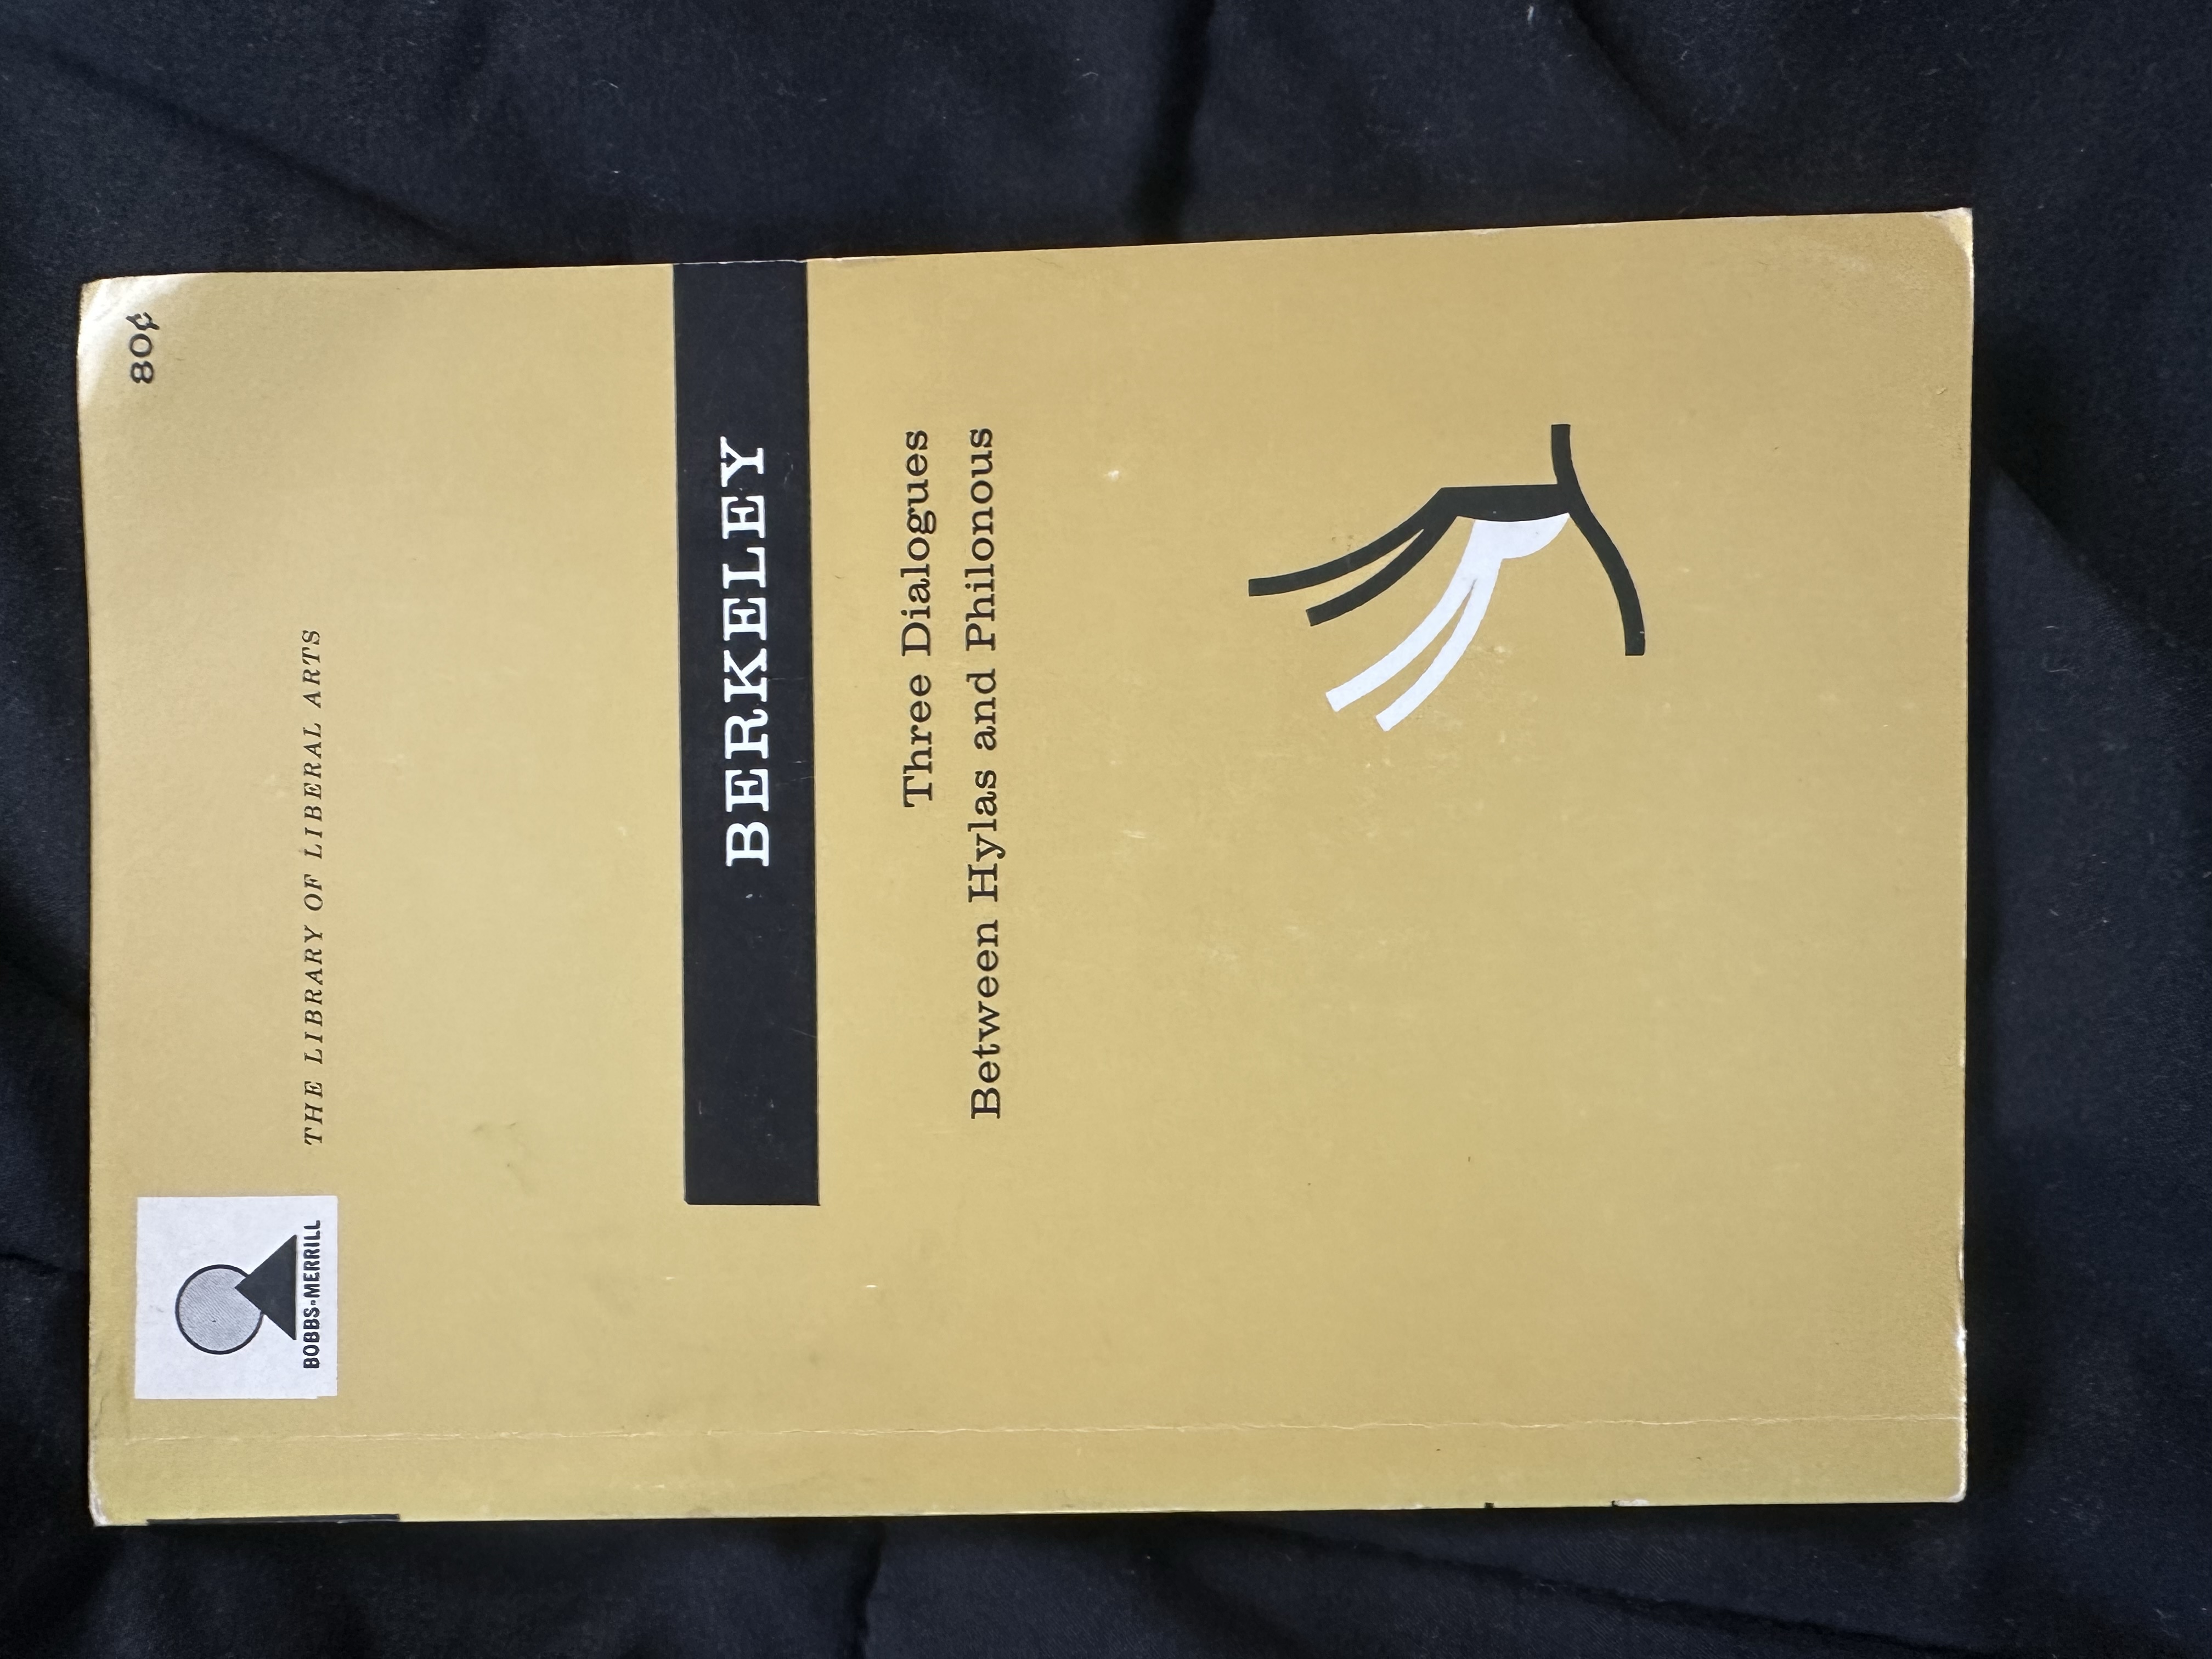 80¢
BOBBS-MERRILL
THE LIBRARY OF LIBERAL ARTS
BERKELEY
Three Dialogues
Between Hylas and Philonous